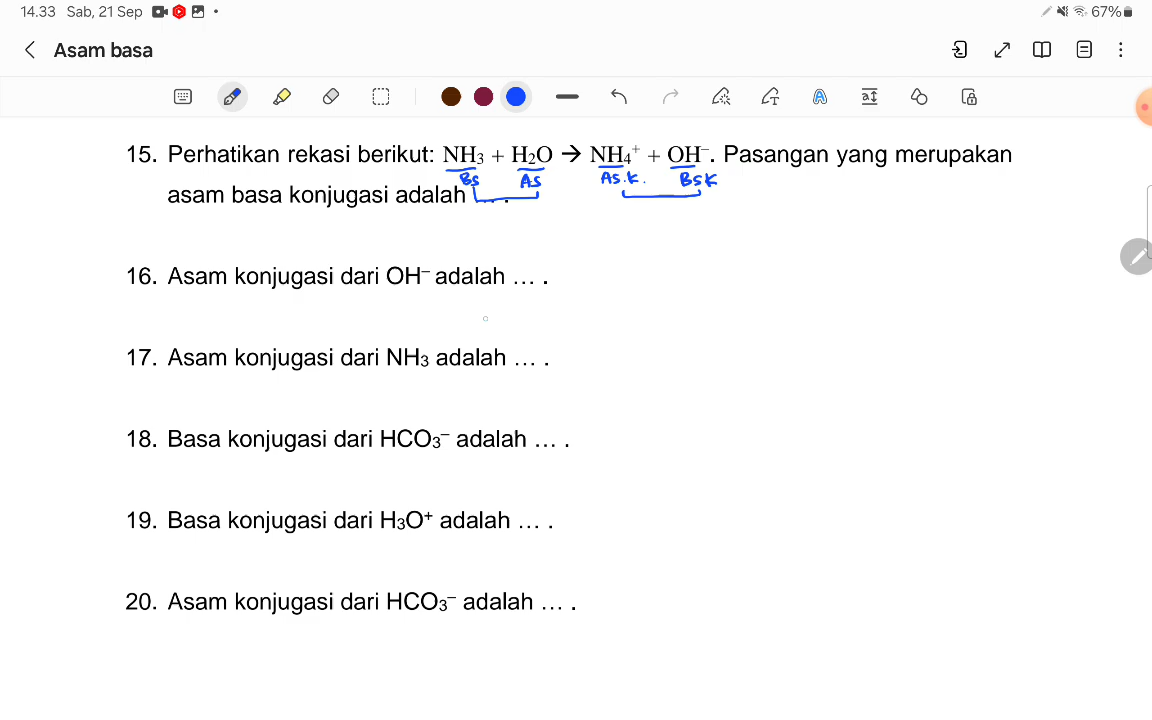 14.33 Sab, 21 Sep
67%
Asam basa
15. Perhatikan rekasi berikut: NH₃ + H₂O → NH₄⁺ + OH⁻. Pasangan yang merupakan
Bs As As.k. Bsk
asam basa konjugasi adalah ... .
16. Asam konjugasi dari OH⁻ adalah ... .
17. Asam konjugasi dari NH₃ adalah ... .
18. Basa konjugasi dari HCO₃⁻ adalah ... .
19. Basa konjugasi dari H₃O⁺ adalah ... .
20. Asam konjugasi dari HCO₃⁻ adalah ... .